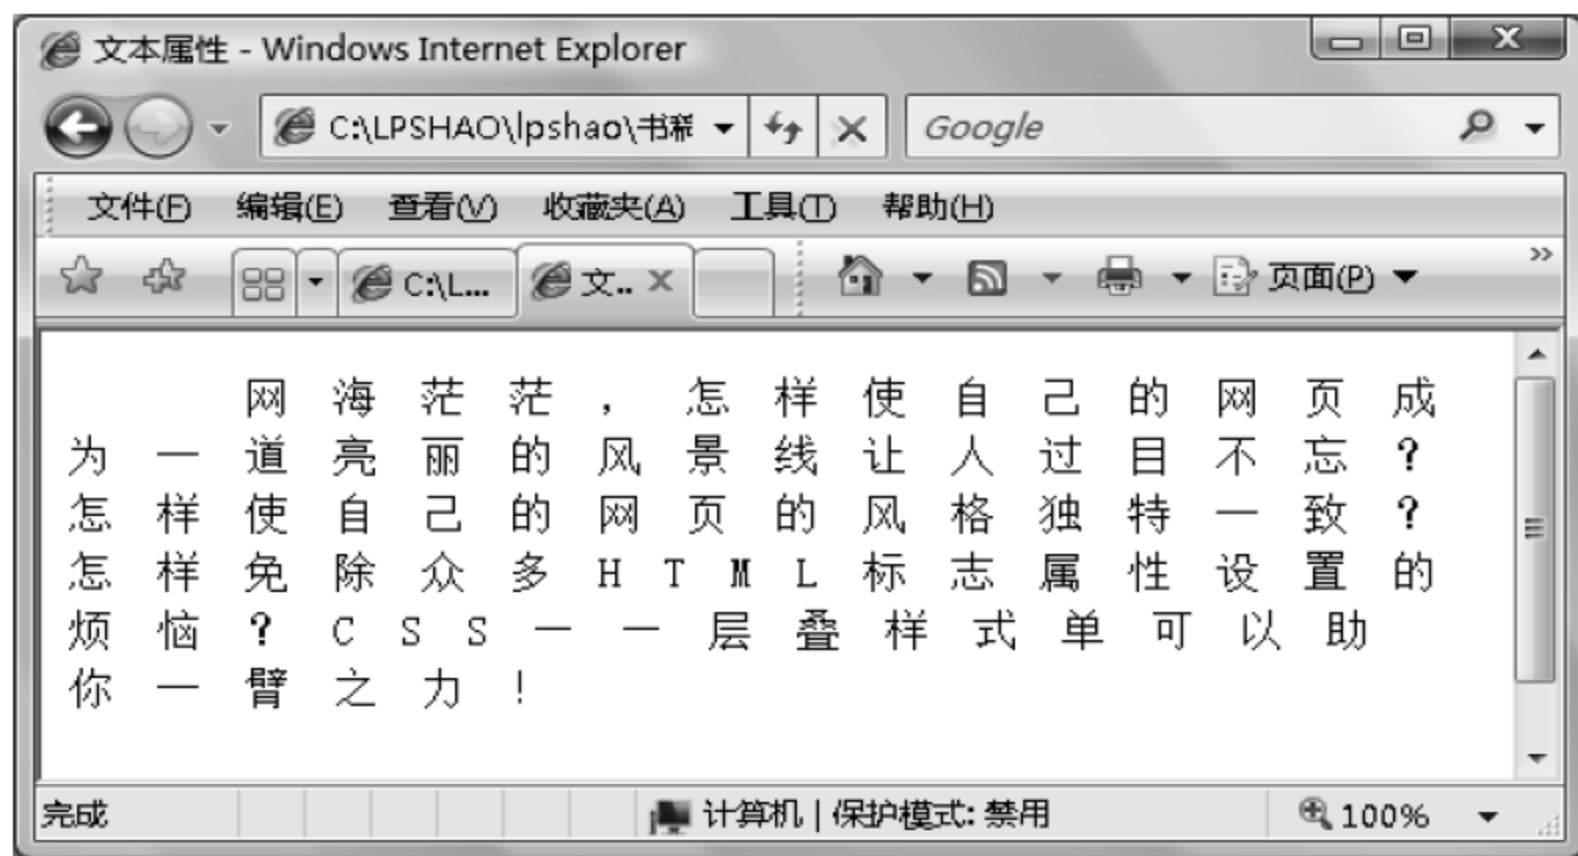 文本属性 - Windows Internet Explorer
C:\LPSHAO\lpshao\书稿 Google
文件(F) 编辑(E) 查看(V) 收藏夹(A) 工具(T) 帮助(H)
C:\L... 文.. 页面(P) »
网海茫茫，怎样使自己的网页成
为一道亮丽的风景线让人过目不忘？
怎样使自己的网页的风格独特一致？
怎样免除众多HTML标志属性设置的
烦恼？CSS——层叠样式单可以助
你一臂之力！
完成 计算机 | 保护模式: 禁用 100%